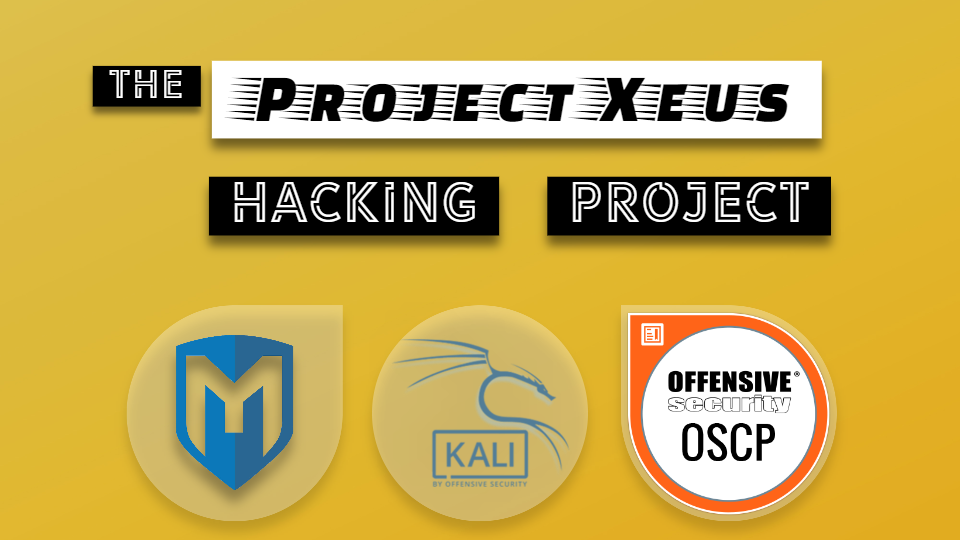 THE
PROJECT XEUS
HACKING PROJECT
M
KALI
BY OFFENSIVE SECURITY
OFFENSIVE®
security
OSCP